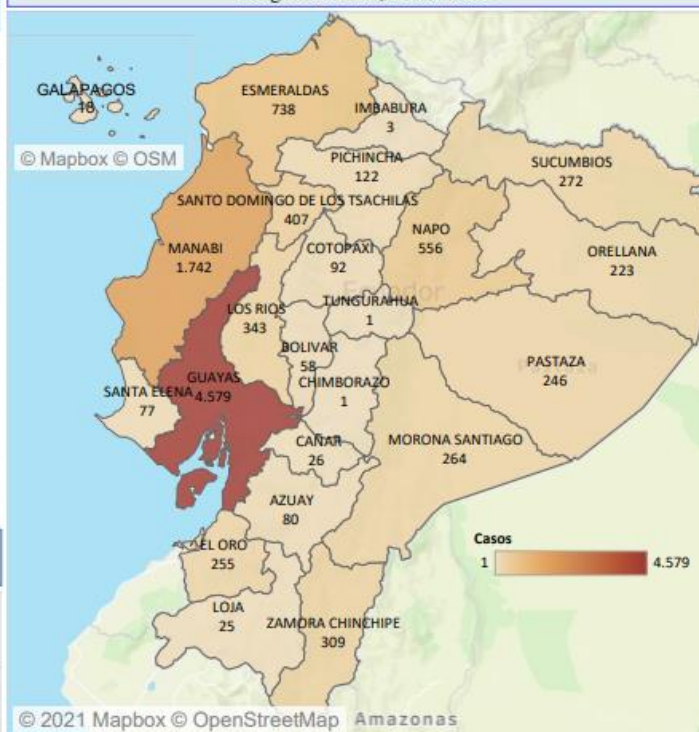 GALAPAGOS
18
© Mapbox © OSM
ESMERALDAS
738
IMBABURA
3
PICHINCHA
122
SUCUMBIOS
272
SANTO DOMINGO DE LOS TSACHILAS
407
NAPO
556
MANABI
1.742
COTOPAXI
92
ORELLANA
223
Ecuador
LOS RIOS
343
TUNGURAHUA
1
BOLIVAR
58
PASTAZA
246
GUAYAS
4.579
CHIMBORAZO
1
SANTA ELENA
77
CAÑAR
26
MORONA SANTIAGO
264
AZUAY
80
EL ORO
255
Casos
1
4.579
LOJA
25
ZAMORA CHINCHIPE
309
© 2021 Mapbox © OpenStreetMap
Amazonas